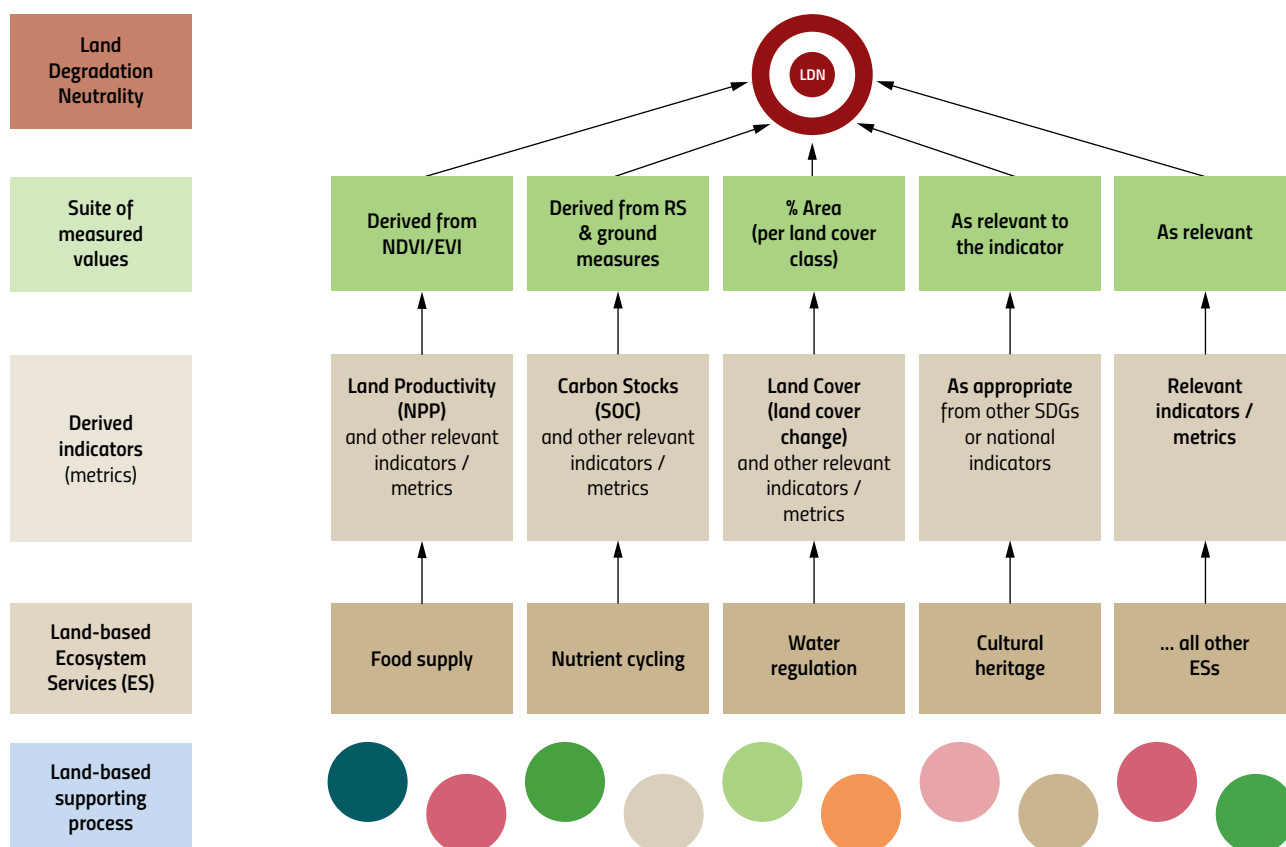 Land
Degradation
Neutrality
LDN
Suite of
measured
values
Derived from
NDVI/EVI
Derived from RS
& ground
measures
% Area
(per land cover
class)
As relevant to
the indicator
As relevant
Derived
indicators
(metrics)
Land Productivity
(NPP)
and other relevant
indicators /
metrics
Carbon Stocks
(SOC)
and other relevant
indicators /
metrics
Land Cover
(land cover
change)
and other relevant
indicators /
metrics
As appropriate
from other SDGs
or national
indicators
Relevant
indicators /
metrics
Land-based
Ecosystem
Services (ES)
Food supply
Nutrient cycling
Water
regulation
Cultural
heritage
... all other
ESs
Land-based
supporting
process